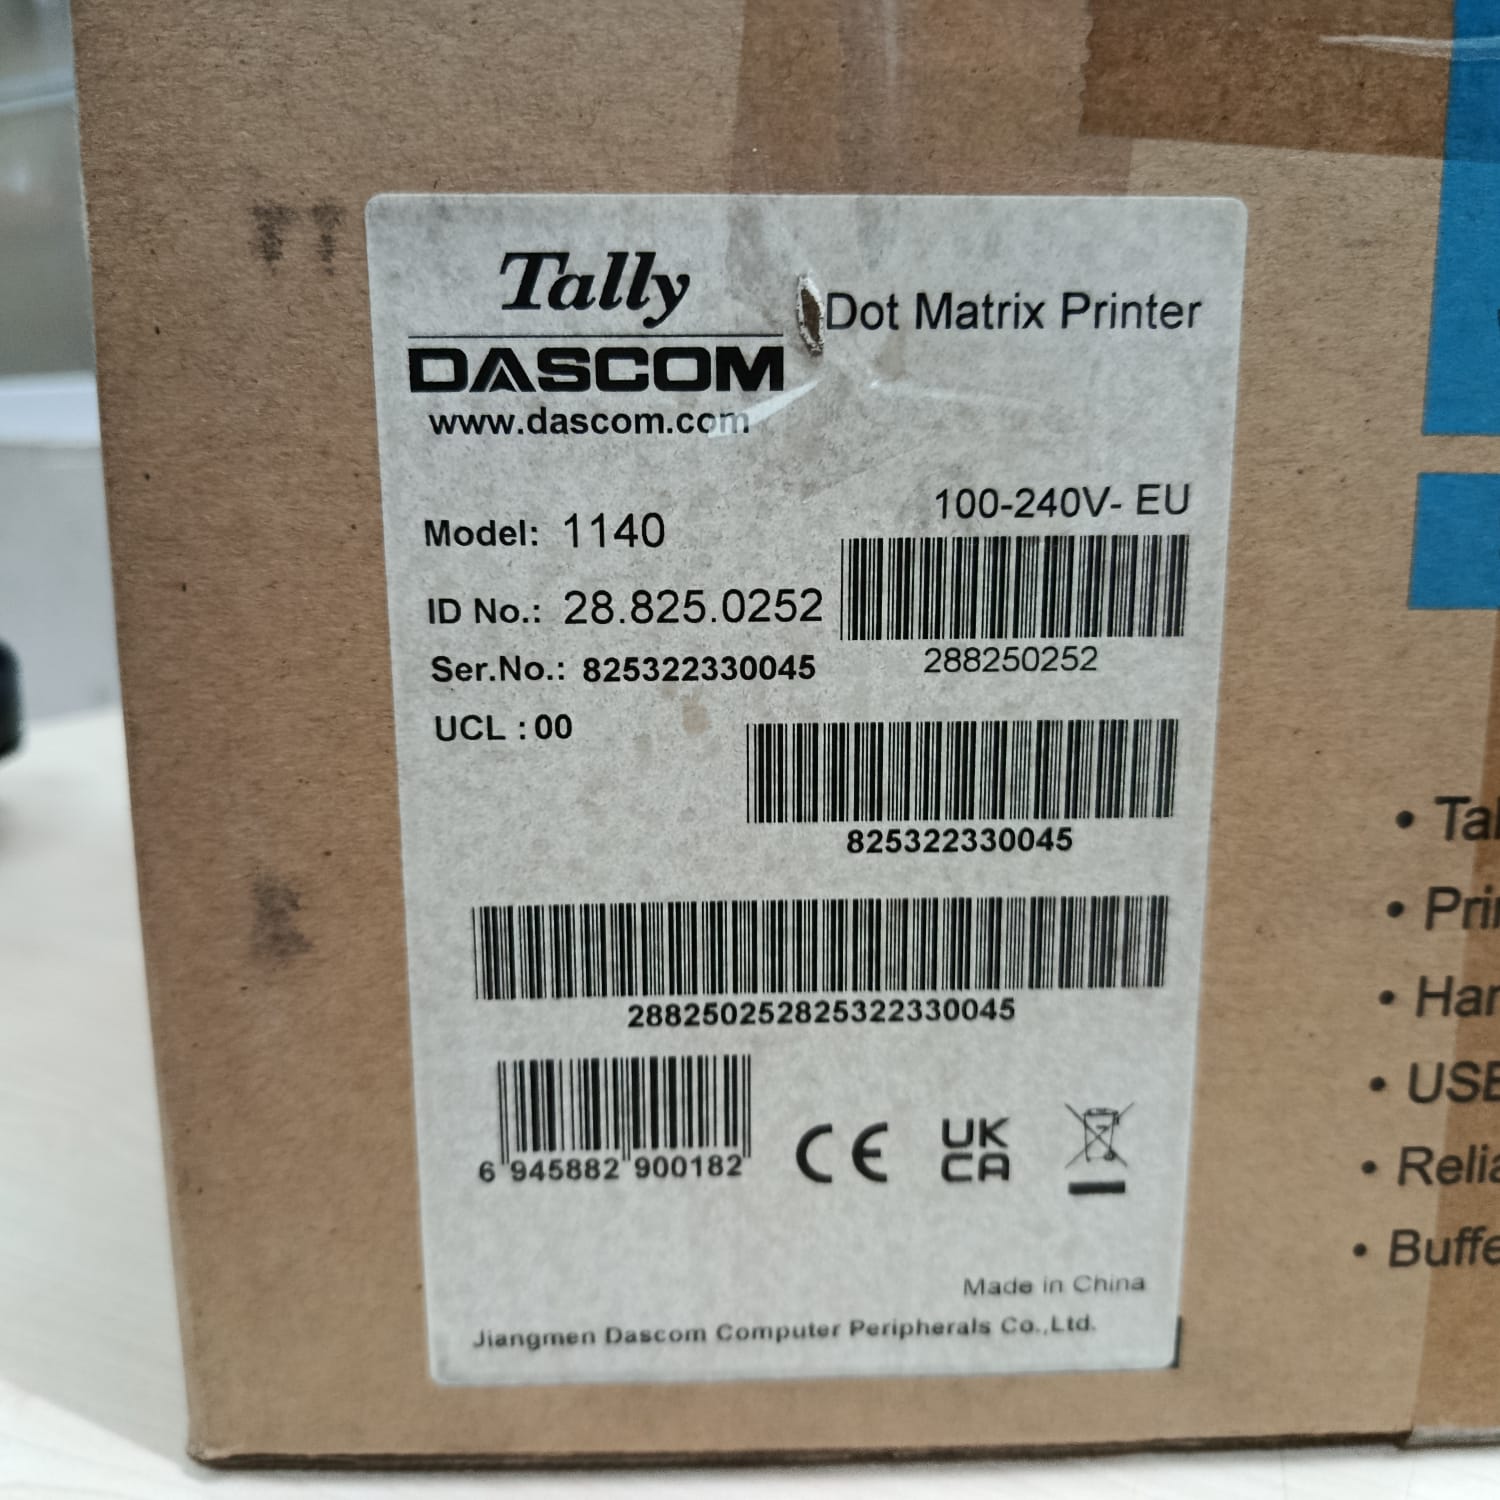 Tally
DASCOM
www.dascom.com
Dot Matrix Printer
100-240V- EU
Model: 1140
ID No.: 28.825.0252
288250252
Ser.No.: 825322330045
UCL : 00
825322330045
288250252825322330045
6 945882 900182
CE
UK
CA
Made in China
Jiangmen Dascom Computer Peripherals Co.,Ltd.
• USB